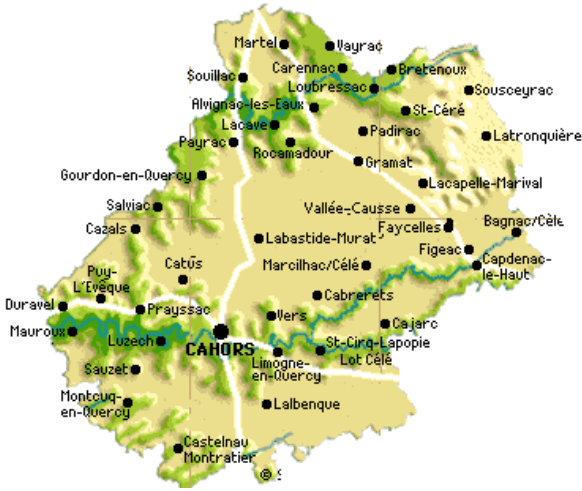 Martel
Vayrac
Carennac
Bretenoux
Souillac
Loubressac
Sousceyrac
Alvignac-les-Eaux
St-Céré
Lacave
Padirac
Latronquière
Payrac
Rocamadour
Gramat
Gourdon-en-Quercy
Lacapelle-Marival
Salviac
Vallée-Causse
Bagnac/Cèle
Cazals
Faycelles
Labastide-Murat
Figeac
Catus
Marcilhac/Célé
Capdenac-
le-Haut
Puy-
L'Evêque
Cabrerets
Duravel
Prayssac
Vers
Cajarc
Mauroux
Luzech
CAHORS
St-Cirq-Lapopie
Lot Célé
Limogne-
en-Quercy
Sauzet
Montcuq-
en-Quercy
Lalbenque
Castelnau
Montratier
©